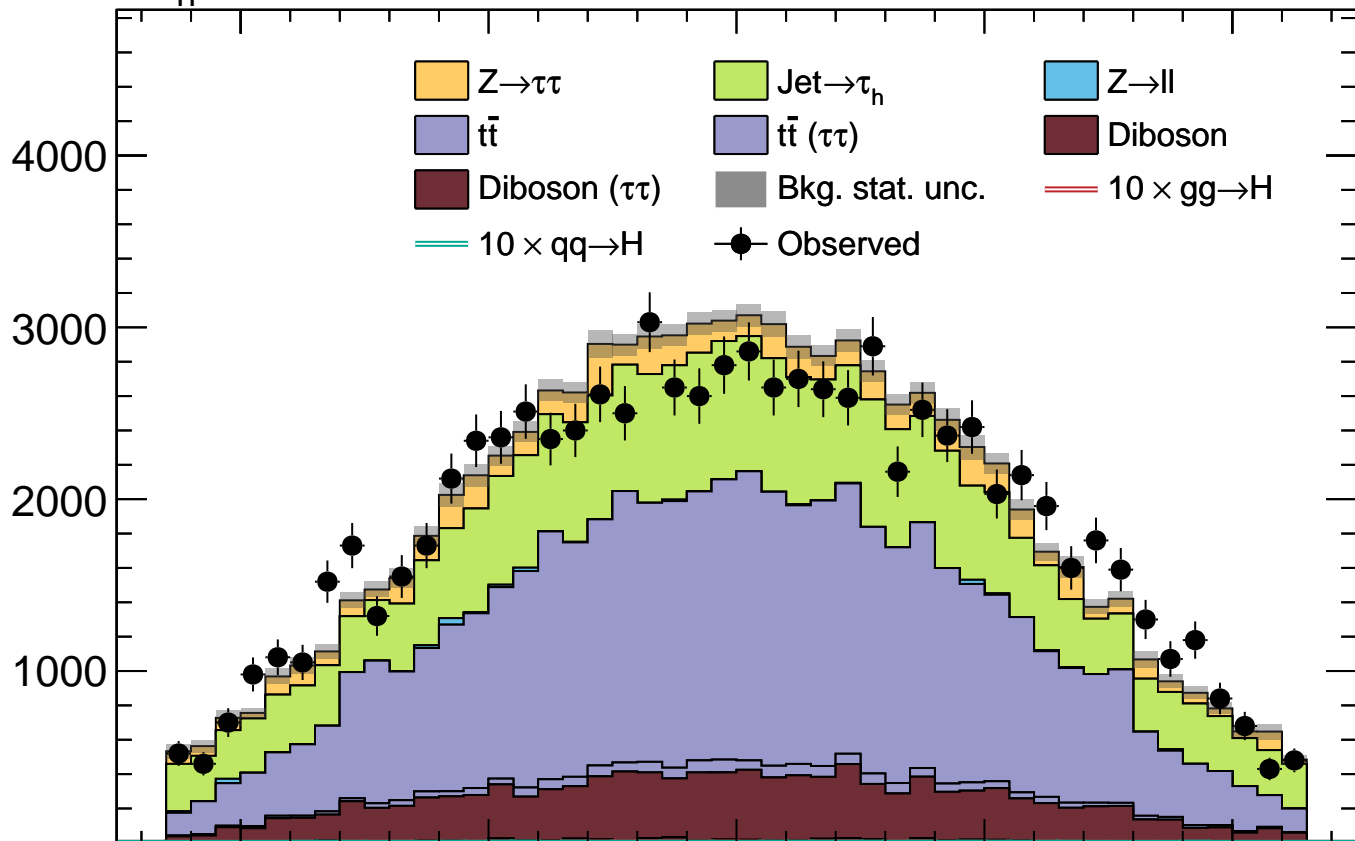 Z→ττ Jet→τh Z→ll
tt̄ tt̄ (ττ) Diboson
4000
Diboson (ττ) Bkg. stat. unc. 10 × gg→H
10 × qq→H Observed
3000
2000
1000